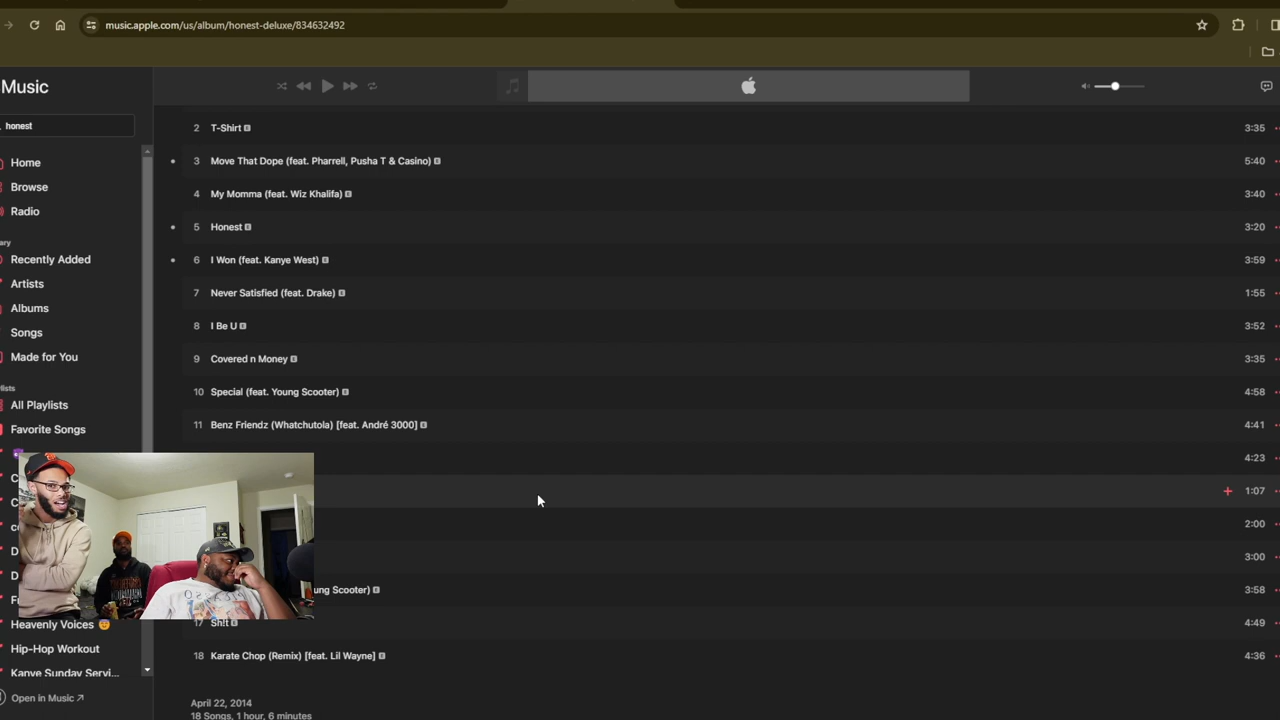 music.apple.com/us/album/honest-deluxe/834632492
Music
honest
Home
Browse
Radio
Recently Added
Artists
Albums
Songs
Made for You
All Playlists
Favorite Songs
Heavenly Voices
Hip-Hop Workout
Kanye Sunday Servi...
Open in Music ↗
2 T-Shirt E 3:35
3 Move That Dope (feat. Pharrell, Pusha T & Casino) E 5:40
4 My Momma (feat. Wiz Khalifa) E 3:40
5 Honest E 3:20
6 I Won (feat. Kanye West) E 3:59
7 Never Satisfied (feat. Drake) E 1:55
8 I Be U E 3:52
9 Covered n Money E 3:35
10 Special (feat. Young Scooter) E 4:58
11 Benz Friendz (Whatchutola) [feat. André 3000] E 4:41
4:23
1:07
2:00
3:00
Scooter) E 3:58
17 Sh!t E 4:49
18 Karate Chop (Remix) [feat. Lil Wayne] E 4:36
April 22, 2014
18 Songs, 1 hour, 6 minutes